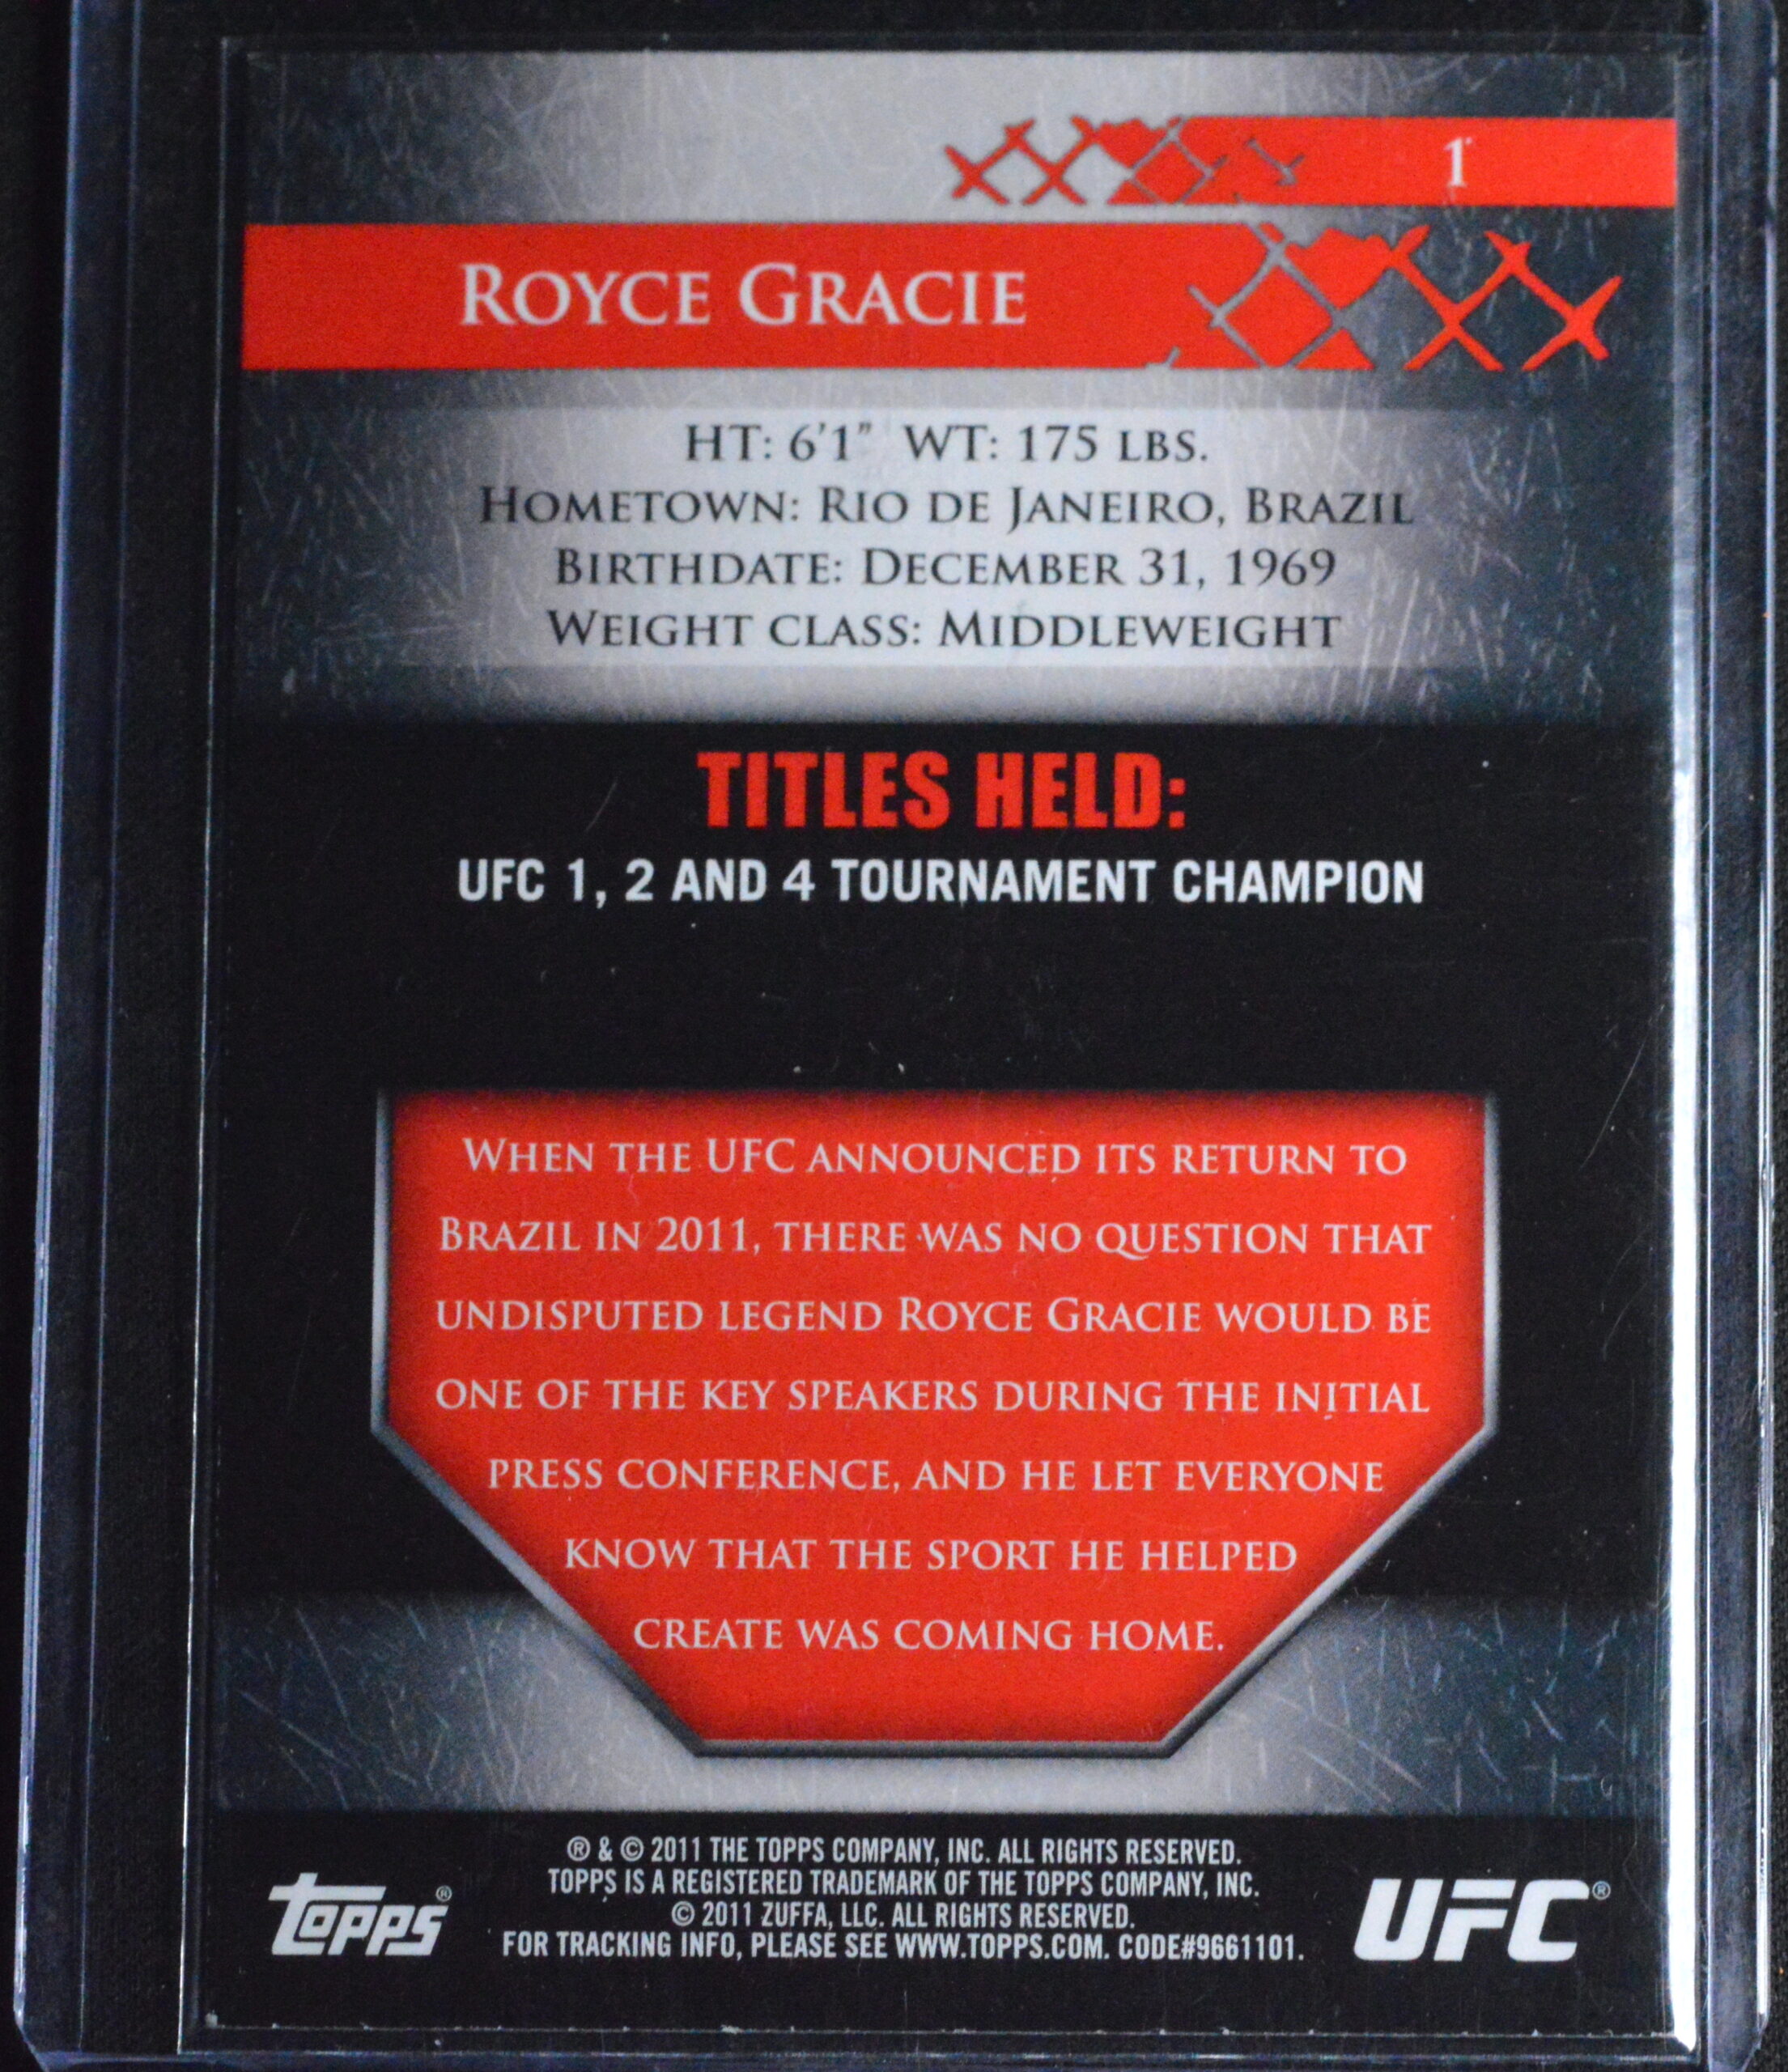 1
ROYCE GRACIE
HT: 6'1" WT: 175 LBS.
HOMETOWN: RIO DE JANEIRO, BRAZIL
BIRTHDATE: DECEMBER 31, 1969
WEIGHT CLASS: MIDDLEWEIGHT
TITLES HELD:
UFC 1, 2 AND 4 TOURNAMENT CHAMPION
WHEN THE UFC ANNOUNCED ITS RETURN TO
BRAZIL IN 2011, THERE WAS NO QUESTION THAT
UNDISPUTED LEGEND ROYCE GRACIE WOULD BE
ONE OF THE KEY SPEAKERS DURING THE INITIAL
PRESS CONFERENCE, AND HE LET EVERYONE
KNOW THAT THE SPORT HE HELPED
CREATE WAS COMING HOME.
® & © 2011 THE TOPPS COMPANY, INC. ALL RIGHTS RESERVED.
TOPPS IS A REGISTERED TRADEMARK OF THE TOPPS COMPANY, INC.
© 2011 ZUFFA, LLC. ALL RIGHTS RESERVED.
FOR TRACKING INFO, PLEASE SEE WWW.TOPPS.COM. CODE#9661101.
Topps®
UFC®